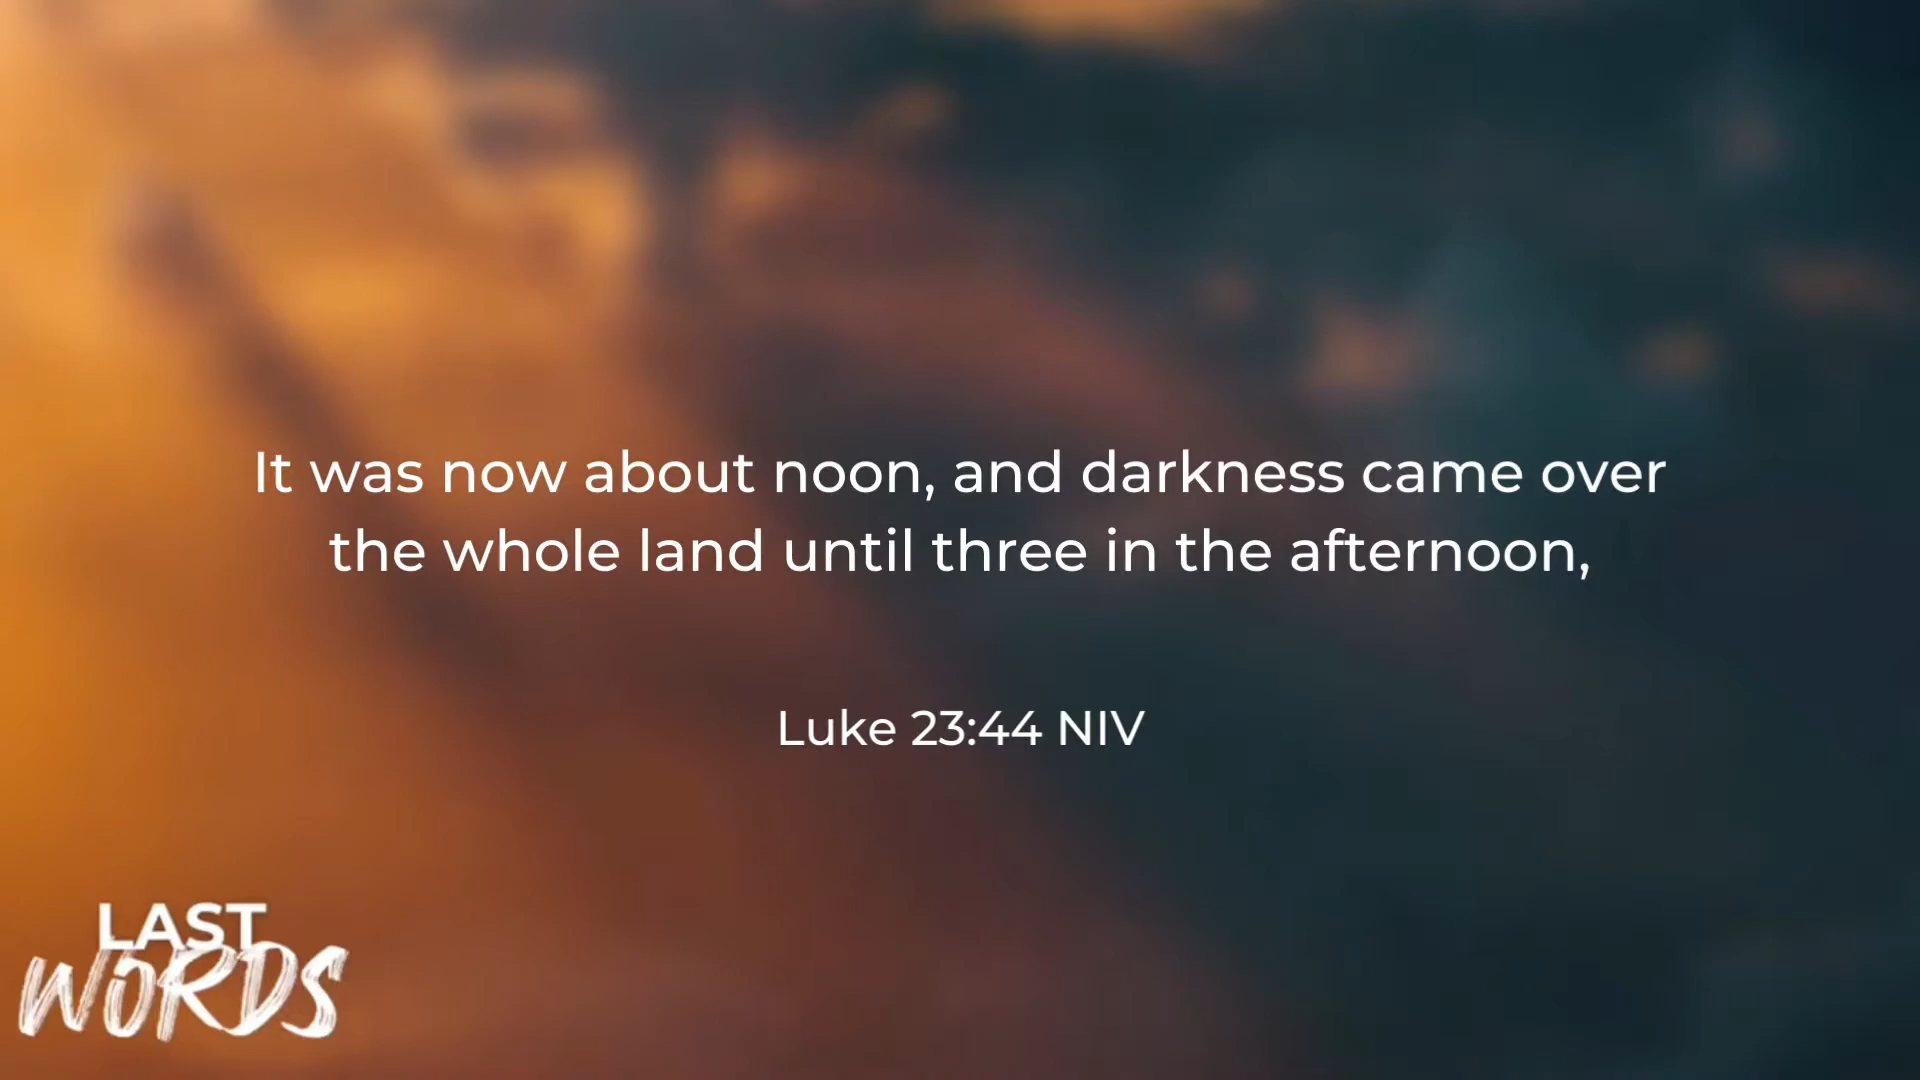 It was now about noon, and darkness came over
the whole land until three in the afternoon,
Luke 23:44 NIV
LAST
WORDS